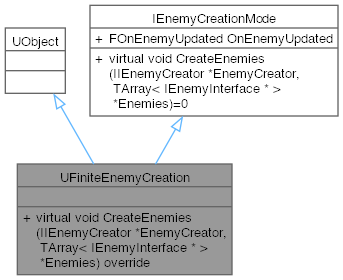 IEnemyCreationMode
+ FOnEnemyUpdated OnEnemyUpdated
+ virtual void CreateEnemies
(IIEnemyCreator *EnemyCreator,
TArray< IEnemyInterface * >
*Enemies)=0
UObject
UFiniteEnemyCreation
+ virtual void CreateEnemies
(IIEnemyCreator *EnemyCreator,
TArray< IEnemyInterface * >
*Enemies) override